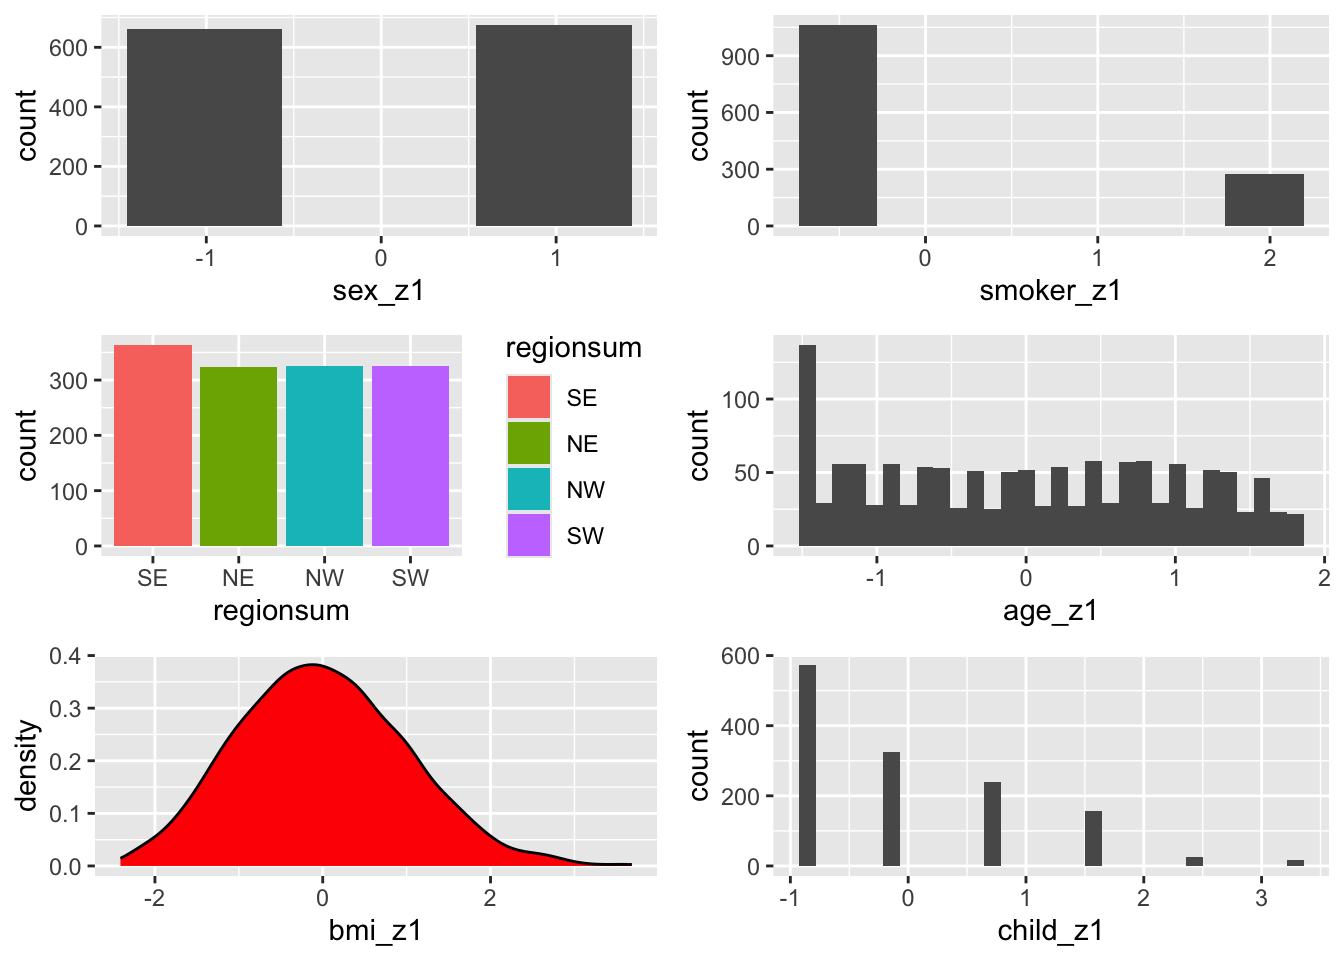 count
600
400
200
0
-1 0 1
sex_z1
count
900
600
300
0
0 1 2
smoker_z1
count
300
200
100
0
SE NE NW SW
regionsum
regionsum
SE
NE
NW
SW
count
100
50
0
-1 0 1 2
age_z1
density
0.4
0.3
0.2
0.1
0.0
-2 0 2
bmi_z1
count
600
400
200
0
-1 0 1 2 3
child_z1